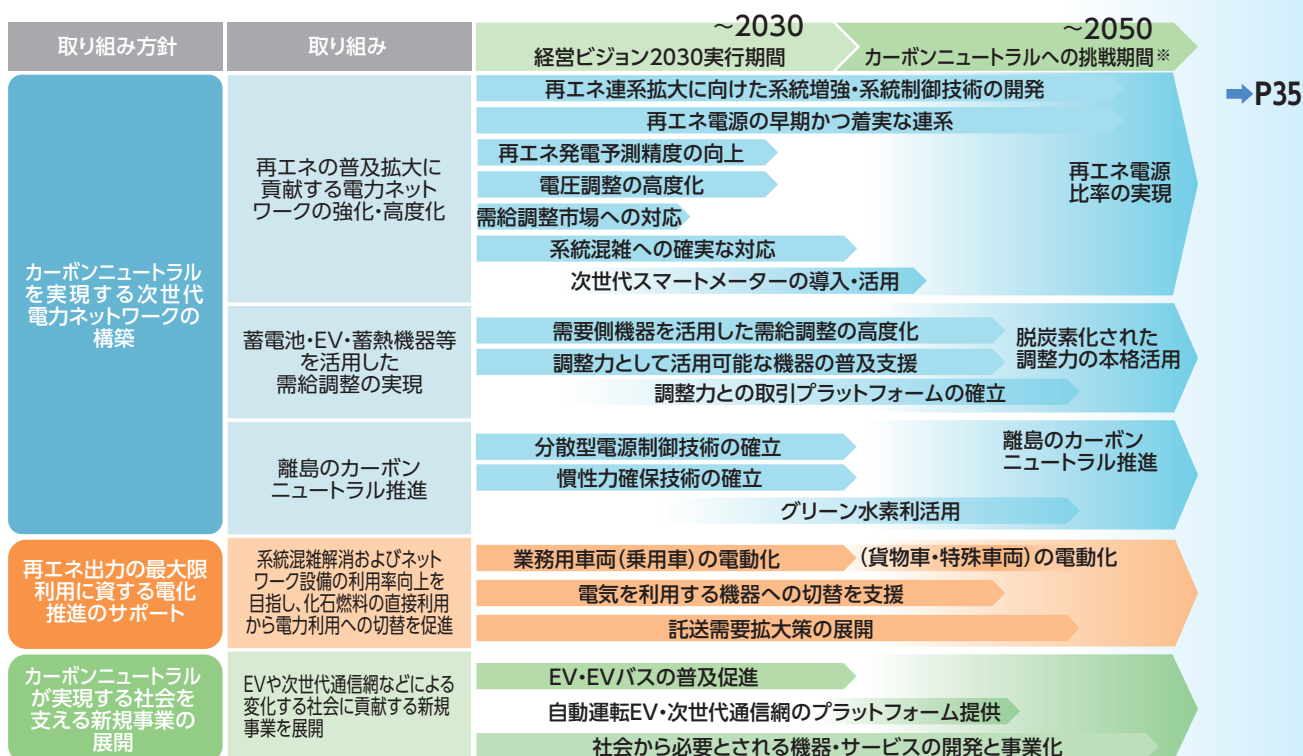 取り組み方針
取り組み
～2030
経営ビジョン2030実行期間
～2050
カーボンニュートラルへの挑戦期間※
➡P35
カーボンニュートラル
を実現する次世代
電力ネットワークの
構築
再エネの普及拡大に
貢献する電力ネット
ワークの強化・高度化
再エネ連系拡大に向けた系統増強・系統制御技術の開発
再エネ電源の早期かつ着実な連系
再エネ発電予測精度の向上
電圧調整の高度化
需給調整市場への対応
系統混雑への確実な対応
次世代スマートメーターの導入・活用
再エネ電源
比率の実現
蓄電池・EV・蓄熱機器等
を活用した
需給調整の実現
需要側機器を活用した需給調整の高度化
調整力として活用可能な機器の普及支援
調整力との取引プラットフォームの確立
脱炭素化された
調整力の本格活用
離島のカーボン
ニュートラル推進
分散型電源制御技術の確立
慣性力確保技術の確立
グリーン水素利活用
離島のカーボン
ニュートラル推進
再エネ出力の最大限
利用に資する電化
推進のサポート
系統混雑解消およびネット
ワーク設備の利用率向上を
目指し、化石燃料の直接利用
から電力利用への切替を促進
業務用車両(乗用車)の電動化
(貨物車・特殊車両)の電動化
電気を利用する機器への切替を支援
託送需要拡大策の展開
カーボンニュートラル
が実現する社会を
支える新規事業の
展開
EVや次世代通信網などによる
変化する社会に貢献する新規
事業を展開
EV・EVバスの普及促進
自動運転EV・次世代通信網のプラットフォーム提供
社会から必要とされる機器・サービスの開発と事業化